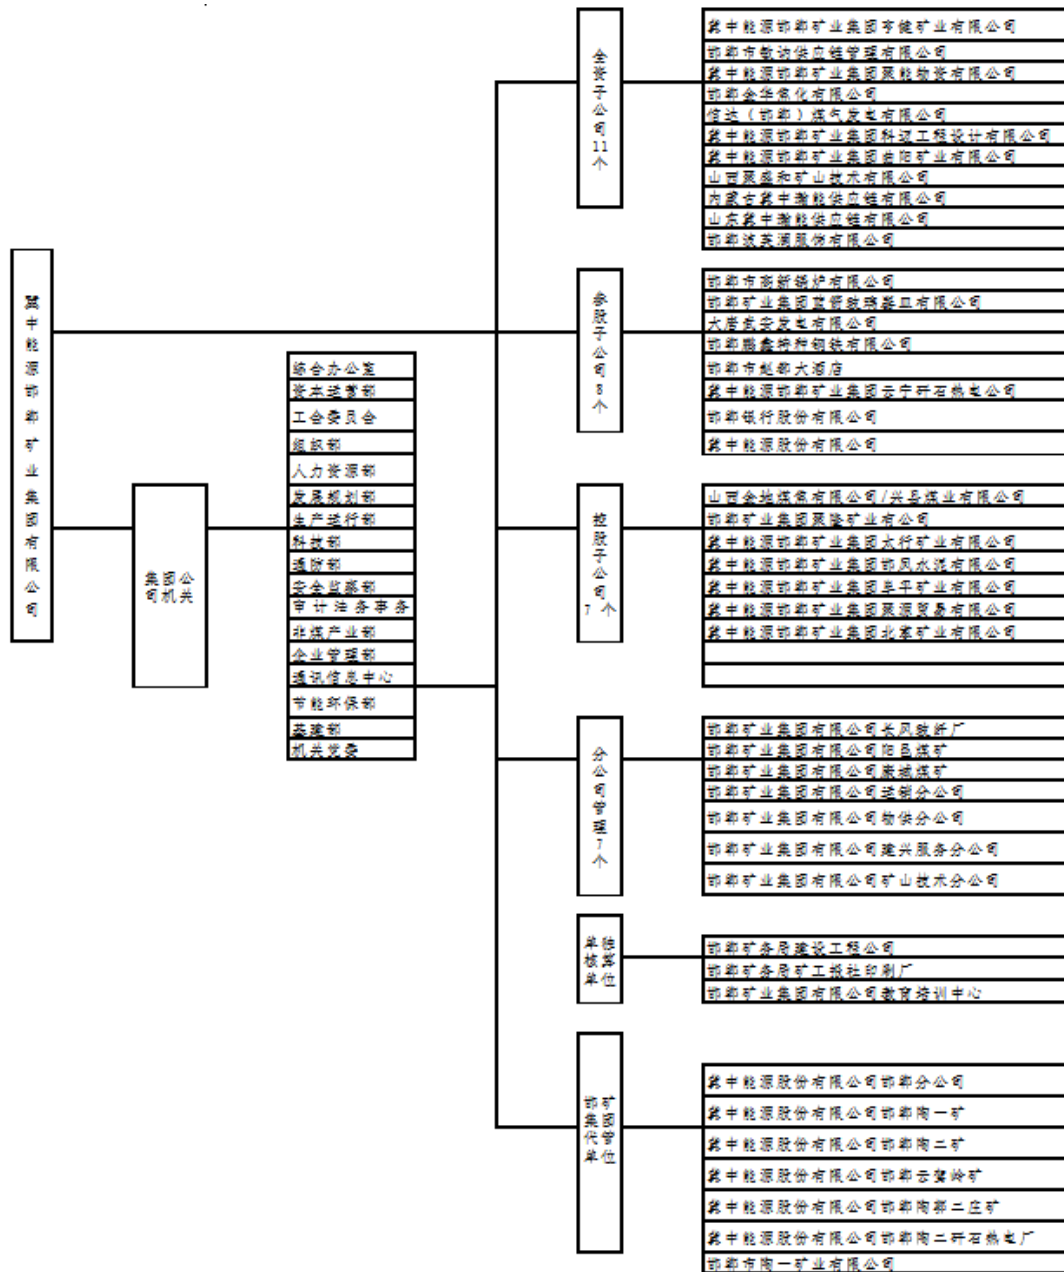 冀中能源邯郸矿业集团有限公司
集团公司机关
综合办公室
资本运营部
工会委员会
组织部
人力资源部
发展规划部
生产运行部
科技部
通防部
安全监察部
审计法务事务
非煤产业部
企业管理部
通讯信息中心
节能环保部
基建部
机关党委
全资子公司11个
冀中能源邯郸矿业集团亨健矿业有限公司
邯郸市敏讷供应链管理有限公司
冀中能源邯郸矿业集团聚能物资有限公司
邯郸金华焦化有限公司
信达（邯郸）煤气发电有限公司
冀中能源邯郸矿业集团科迈工程设计有限公司
冀中能源邯郸矿业集团曲阳矿业有限公司
山西聚盛和矿山技术有限公司
内蒙古冀中瀚能供应链有限公司
山东冀中瀚能供应链有限公司
邯郸波英澜服饰有限公司
参股子公司8个
邯郸市高新锅炉有限公司
邯郸矿业集团蓝箭玻璃器皿有限公司
大唐武安发电有限公司
邯郸鹏鑫特种钢铁有限公司
邯郸市赵都大酒店
冀中能源邯郸矿业集团云宁矸石热电公司
邯郸银行股份有限公司
冀中能源股份有限公司
控股子公司7个
山西金地煤焦有限公司/兴县煤业有限公司
邯郸矿业集团聚隆矿业有公司
冀中能源邯郸矿业集团太行矿业有限公司
冀中能源邯郸矿业集团邯风水泥有限公司
冀中能源邯郸矿业集团阜平矿业有限公司
冀中能源邯郸矿业集团聚源贸易有限公司
冀中能源邯郸矿业集团北塞矿业有限公司
分公司管理7个
邯郸矿业集团有限公司长风玻纤厂
邯郸矿业集团有限公司阳邑煤矿
邯郸矿业集团有限公司康城煤矿
邯郸矿业集团有限公司运销分公司
邯郸矿业集团有限公司物供分公司
邯郸矿业集团有限公司建兴服务分公司
邯郸矿业集团有限公司矿山技术分公司
单独核算单位
邯郸矿务局建设工程公司
邯郸矿务局矿工报社印刷厂
邯郸矿业集团有限公司教育培训中心
邯矿集团代管单位
冀中能源股份有限公司邯郸分公司
冀中能源股份有限公司邯郸陶一矿
冀中能源股份有限公司邯郸陶二矿
冀中能源股份有限公司邯郸云驾岭矿
冀中能源股份有限公司邯郸陶郭二庄矿
冀中能源股份有限公司邯郸陶二矸石热电厂
邯郸市陶一矿业有限公司